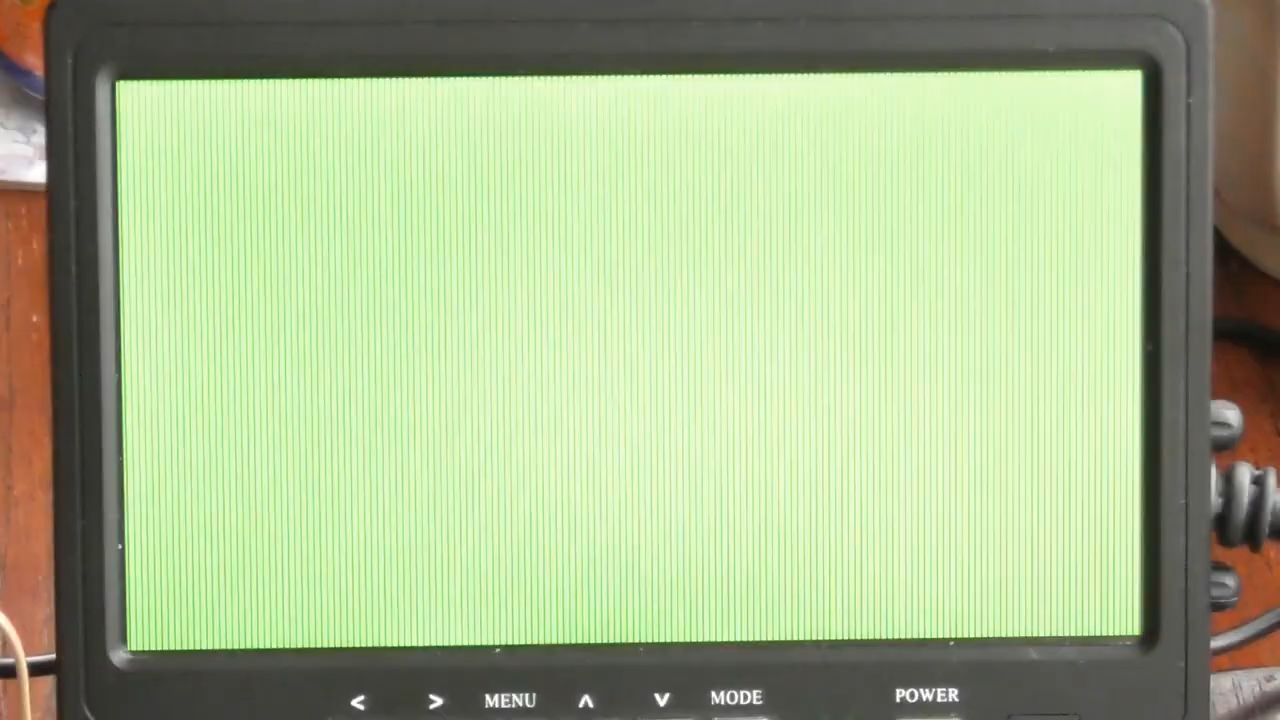 < > MENU ∧ ∨ MODE POWER